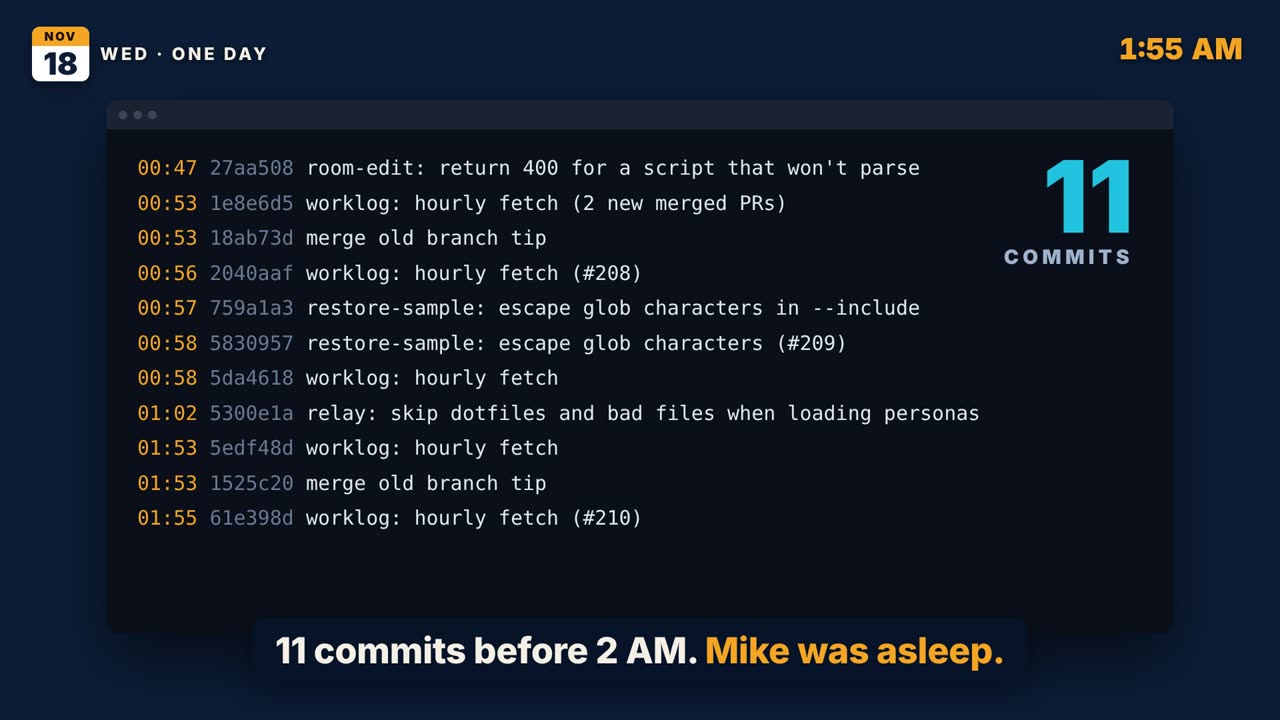 NOV
18
WED · ONE DAY
1:55 AM
00:47 27aa508 room-edit: return 400 for a script that won't parse
00:53 1e8e6d5 worklog: hourly fetch (2 new merged PRs)
00:53 18ab73d merge old branch tip
00:56 2040aaf worklog: hourly fetch (#208)
00:57 759a1a3 restore-sample: escape glob characters in --include
00:58 5830957 restore-sample: escape glob characters (#209)
00:58 5da4618 worklog: hourly fetch
01:02 5300e1a relay: skip dotfiles and bad files when loading personas
01:53 5edf48d worklog: hourly fetch
01:53 1525c20 merge old branch tip
01:55 61e398d worklog: hourly fetch (#210)
11
COMMITS
11 commits before 2 AM. Mike was asleep.